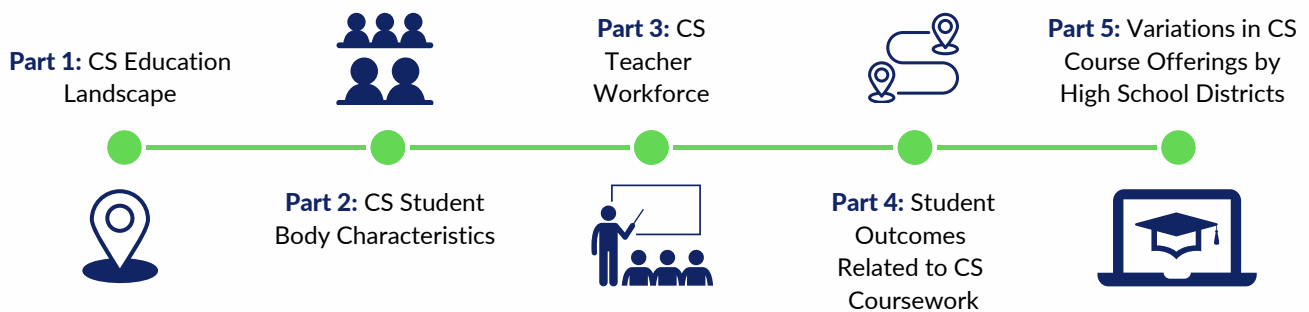 Part 1: CS Education
Landscape
Part 2: CS Student
Body Characteristics
Part 3: CS
Teacher
Workforce
Part 4: Student
Outcomes
Related to CS
Coursework
Part 5: Variations in CS
Course Offerings by
High School Districts